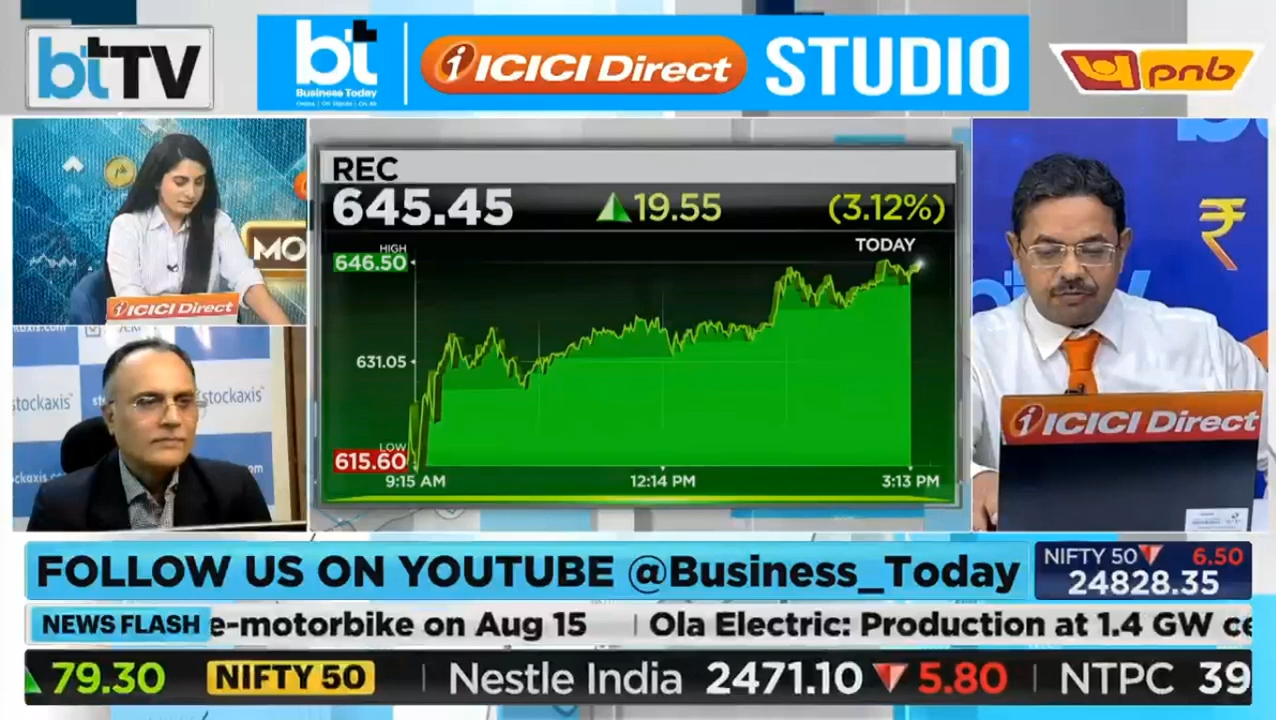 btTV
bt
Business Today
ICICI Direct
STUDIO
पं pnb
REC
645.45
19.55
(3.12%)
TODAY
HIGH
646.50
631.05
LOW
615.60
9:15 AM
12:14 PM
3:13 PM
MO
ICICI Direct
stockaxis
stockaxis
ICICI Direct
₹
FOLLOW US ON YOUTUBE @Business_Today
NIFTY 50 6.50
24828.35
NEWS FLASH e-motorbike on Aug 15 | Ola Electric: Production at 1.4 GW ce
79.30 NIFTY 50 | Nestle India 2471.10 5.80 | NTPC 39